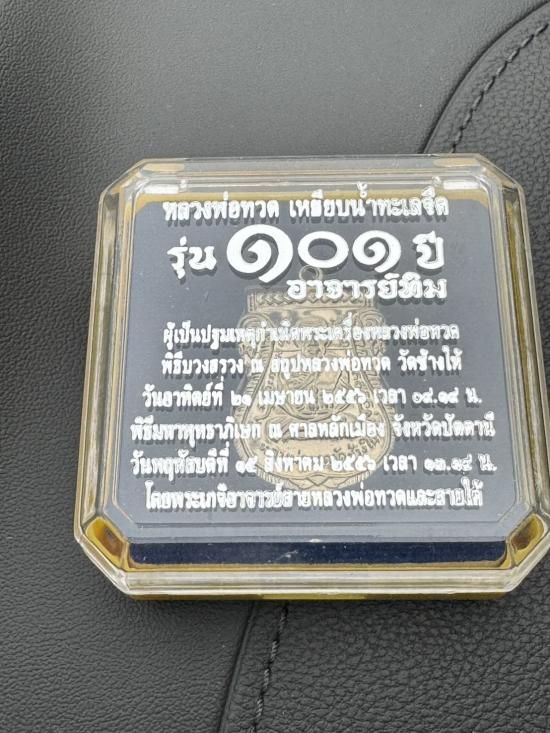 หลวงพ่อทวด เหยียบน้ำทะเลจืด
รุ่น ๑๐๑ ปี
อาจารย์ทิม
ผู้เป็นปฐมเหตุกำเนิดพระเครื่องหลวงพ่อทวด
พิธีบวงสรวง ณ สถูปหลวงพ่อทวด วัดช้างให้
วันอาทิตย์ที่ ๒๑ เมษายน ๒๕๕๖ เวลา ๐๙.๑๙ น.
พิธีมหาพุทธาภิเษก ณ ศาลหลักเมือง จังหวัดปัตตานี
วันพฤหัสบดีที่ ๑๕ สิงหาคม ๒๕๕๖ เวลา ๑๓.๑๙ น.
โดยพระเกจิอาจารย์สายหลวงพ่อทวดและสายใต้